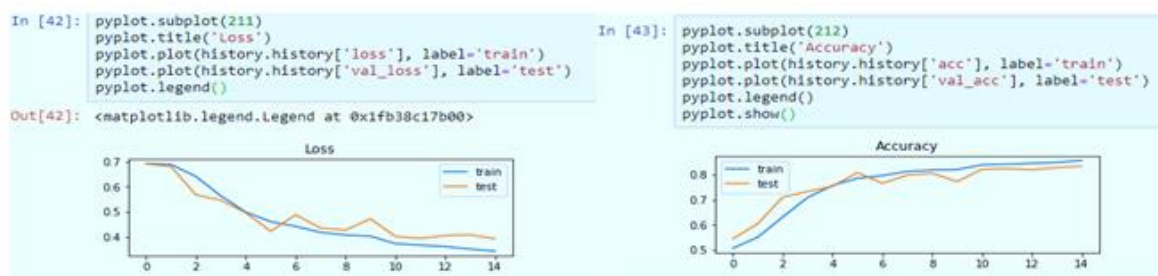 In [42]: pyplot.subplot(211)
pyplot.title('Loss')
pyplot.plot(history.history['loss'], label='train')
pyplot.plot(history.history['val_loss'], label='test')
pyplot.legend()
Out[42]: <matplotlib.legend.Legend at 0x1fb38c17b00>
Loss
train
test
0.7
0.6
0.5
0.4
0 2 4 6 8 10 12 14
In [43]: pyplot.subplot(212)
pyplot.title('Accuracy')
pyplot.plot(history.history['acc'], label='train')
pyplot.plot(history.history['val_acc'], label='test')
pyplot.legend()
pyplot.show()
Accuracy
train
test
0.8
0.7
0.6
0.5
0 2 4 6 8 10 12 14